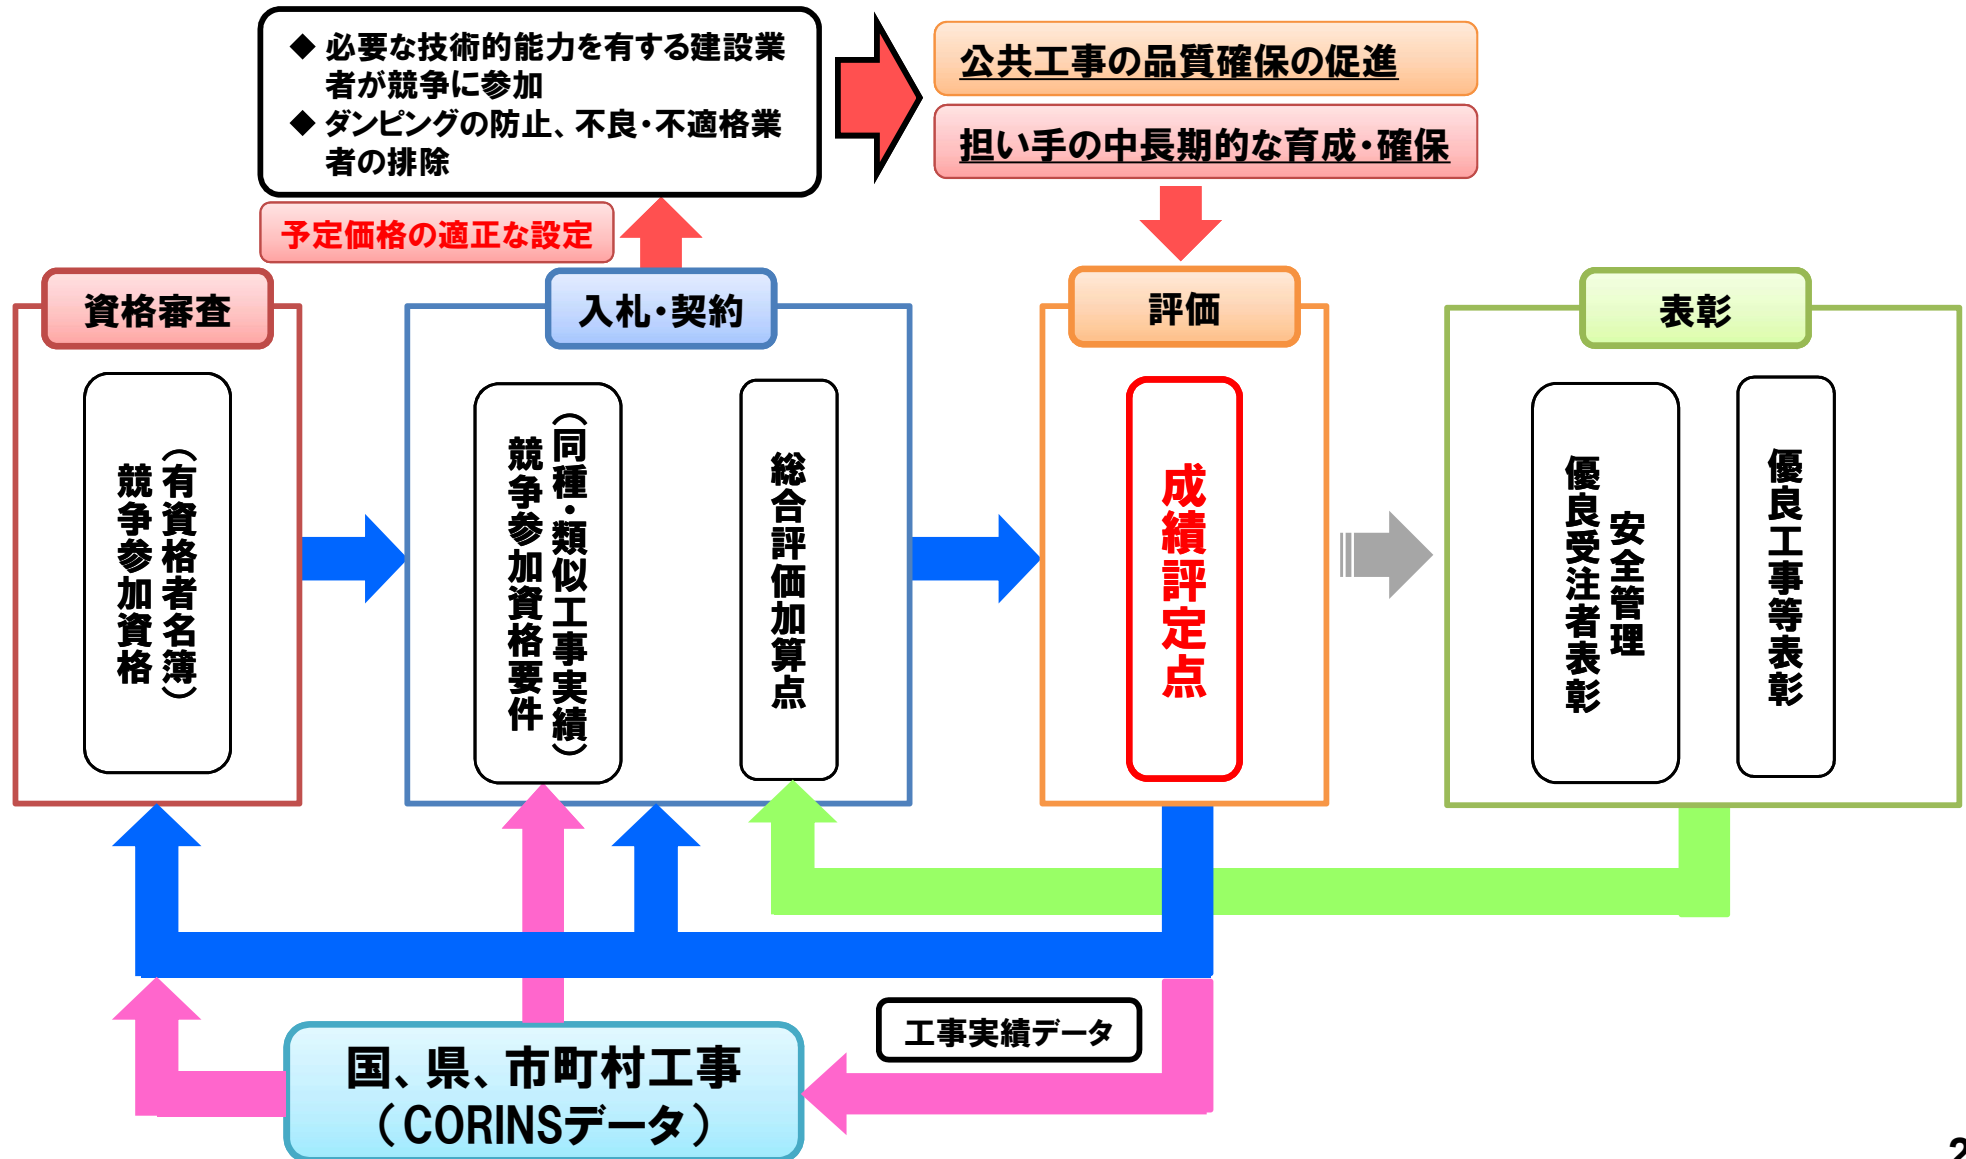 ◆ 必要な技術的能力を有する建設業
者が競争に参加
◆ ダンピングの防止、不良・不適格業
者の排除
公共工事の品質確保の促進
担い手の中長期的な育成・確保
予定価格の適正な設定
資格審査
入札・契約
評価
表彰
競争参加資格
（有資格者名簿）
競争参加資格要件
（同種・類似工事実績）
総合評価加算点
成績評定点
安全管理
優良受注者表彰
優良工事等表彰
工事実績データ
国、県、市町村工事
（CORINSデータ）
2